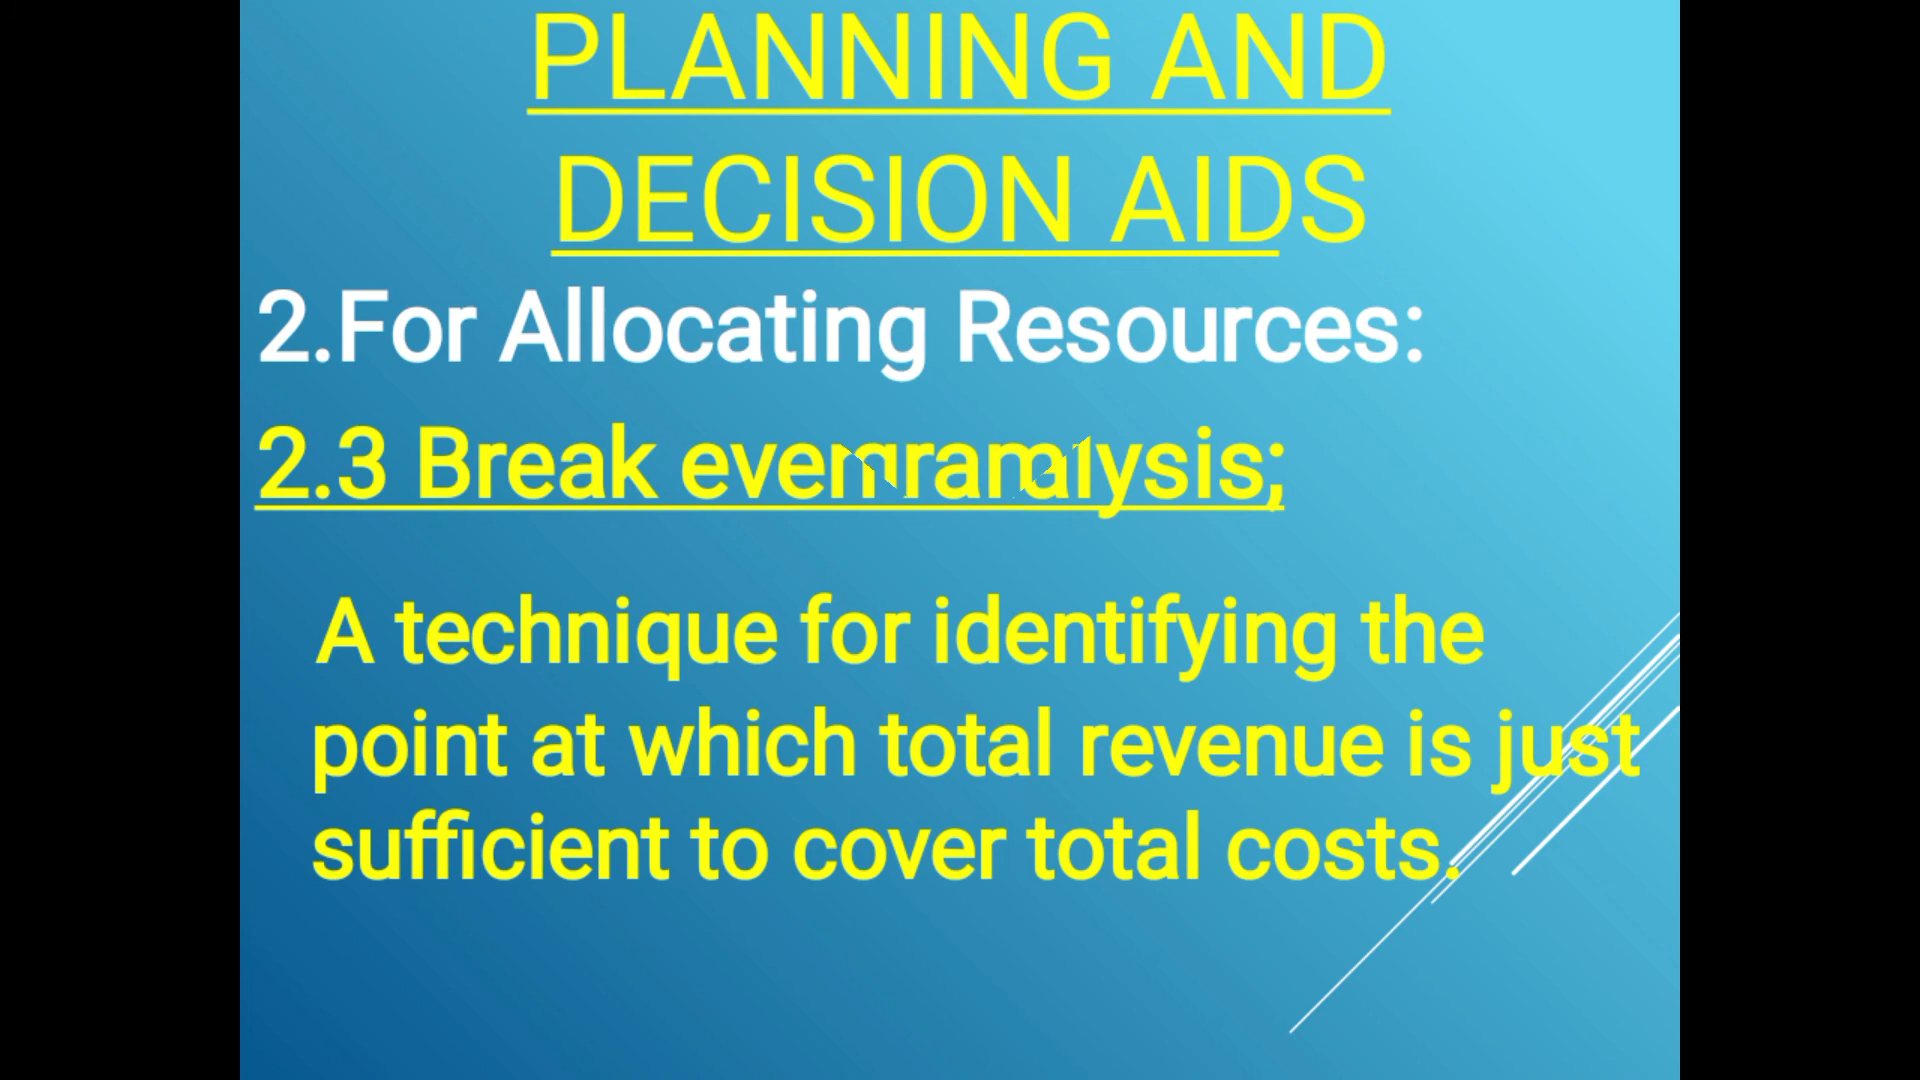 PLANNING AND
DECISION AIDS
2.For Allocating Resources:
2.3 Break
A technique for identifying the
point at which total revenue is just
sufficient to cover total costs.